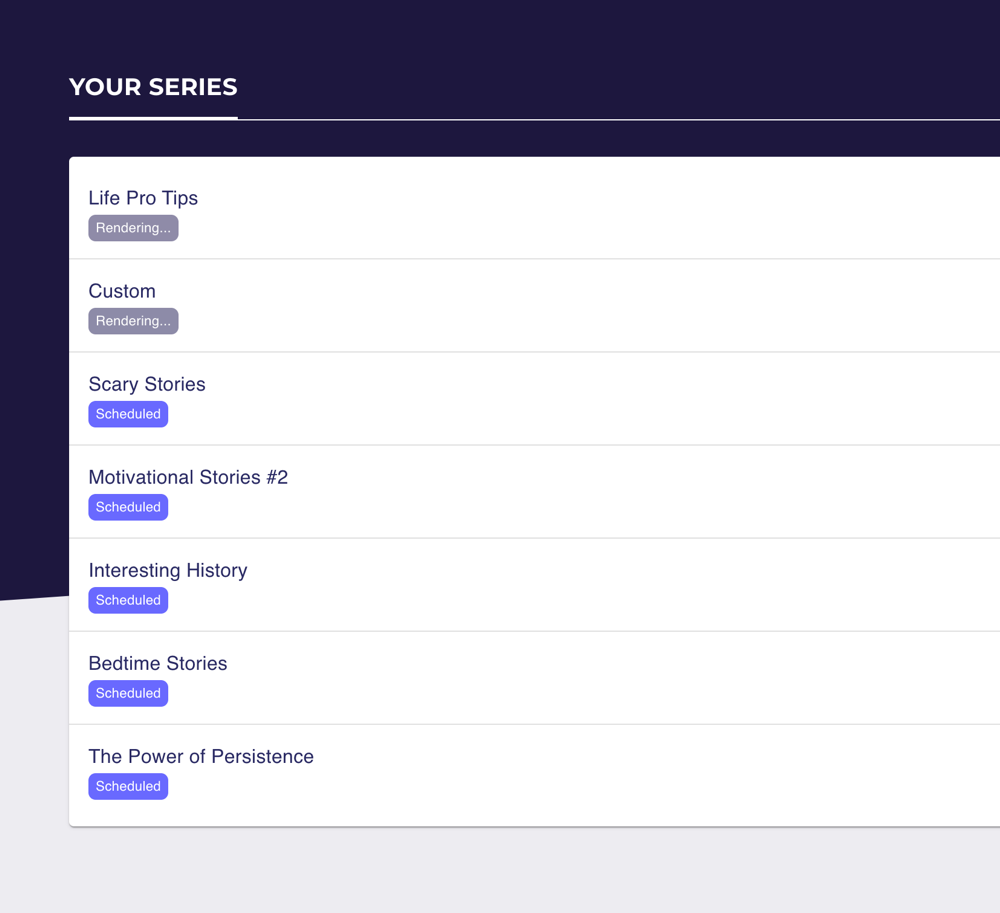 YOUR SERIES
Life Pro Tips
Rendering...
Custom
Rendering...
Scary Stories
Scheduled
Motivational Stories #2
Scheduled
Interesting History
Scheduled
Bedtime Stories
Scheduled
The Power of Persistence
Scheduled